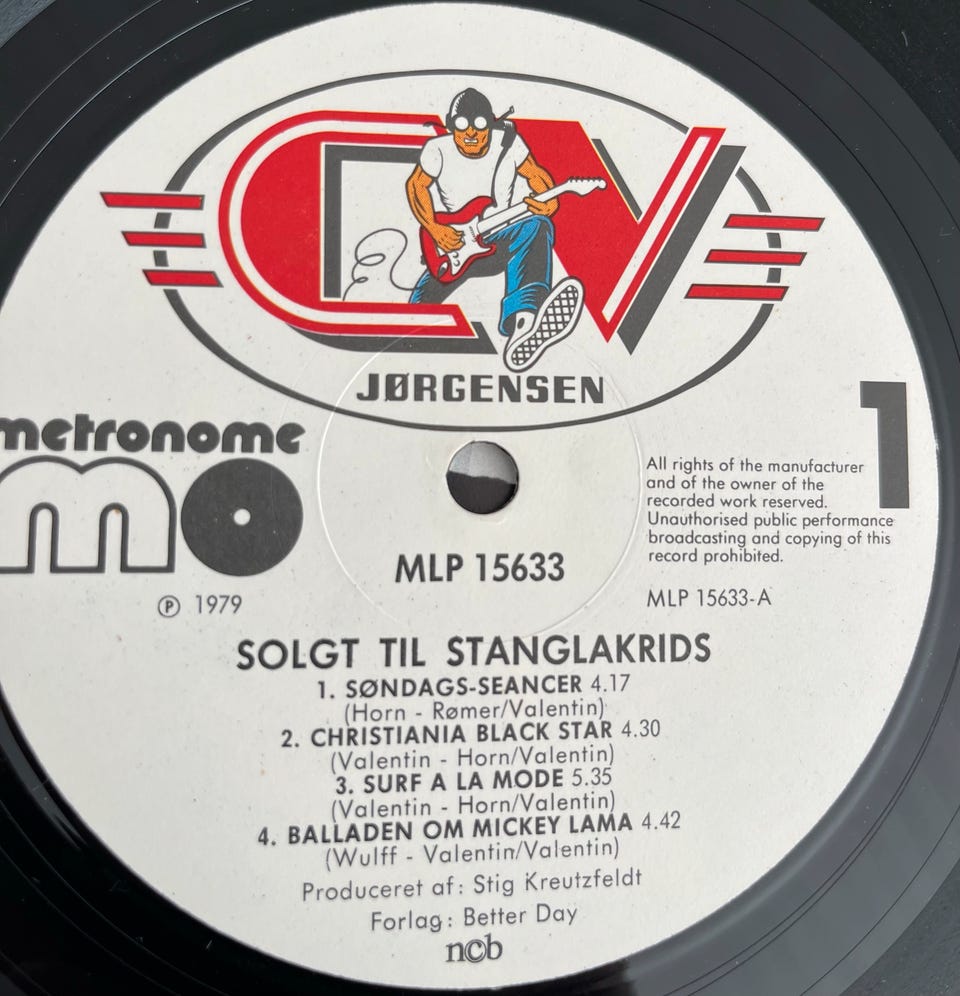 CV
JØRGENSEN
metronome
mo
1
All rights of the manufacturer
and of the owner of the
recorded work reserved.
Unauthorised public performance
broadcasting and copying of this
record prohibited.
MLP 15633
℗ 1979
MLP 15633-A
SOLGT TIL STANGLAKRIDS
1. SØNDAGS-SEANCER 4.17
(Horn - Rømer/Valentin)
2. CHRISTIANIA BLACK STAR 4.30
(Valentin - Horn/Valentin)
3. SURF A LA MODE 5.35
(Valentin - Horn/Valentin)
4. BALLADEN OM MICKEY LAMA 4.42
(Wulff - Valentin/Valentin)
Produceret af: Stig Kreutzfeldt
Forlag: Better Day
ncb